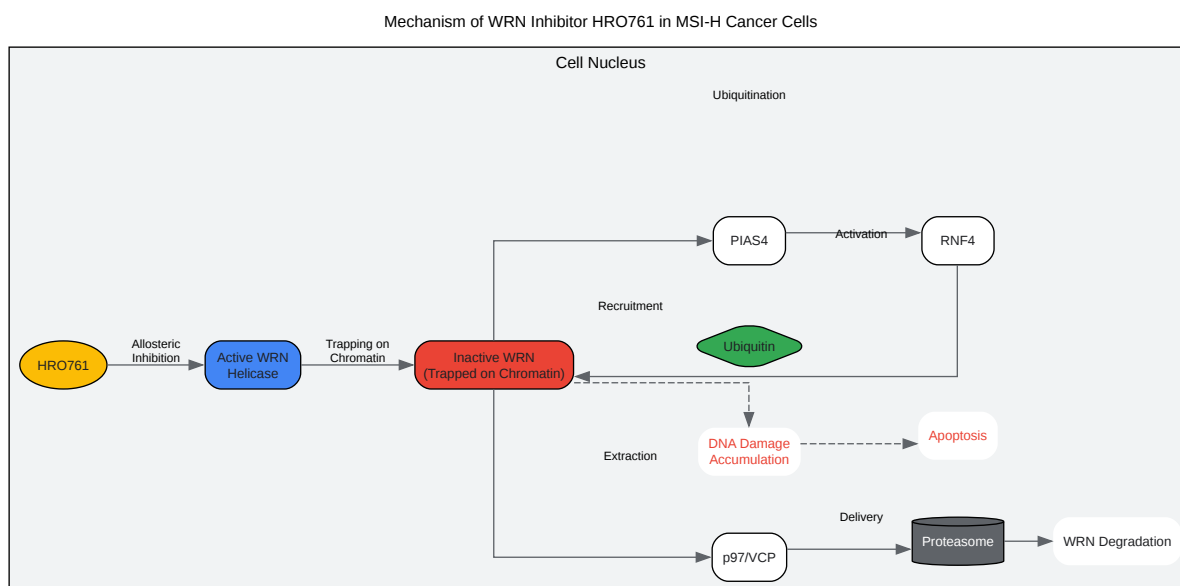 Mechanism of WRN Inhibitor HRO761 in MSI-H Cancer Cells
Cell Nucleus
Ubiquitination
PIAS4
Activation
RNF4
Recruitment
Ubiquitin
HRO761
Allosteric
Inhibition
Active WRN
Helicase
Trapping on
Chromatin
Inactive WRN
(Trapped on Chromatin)
DNA Damage
Accumulation
Apoptosis
Extraction
p97/VCP
Delivery
Proteasome
WRN Degradation